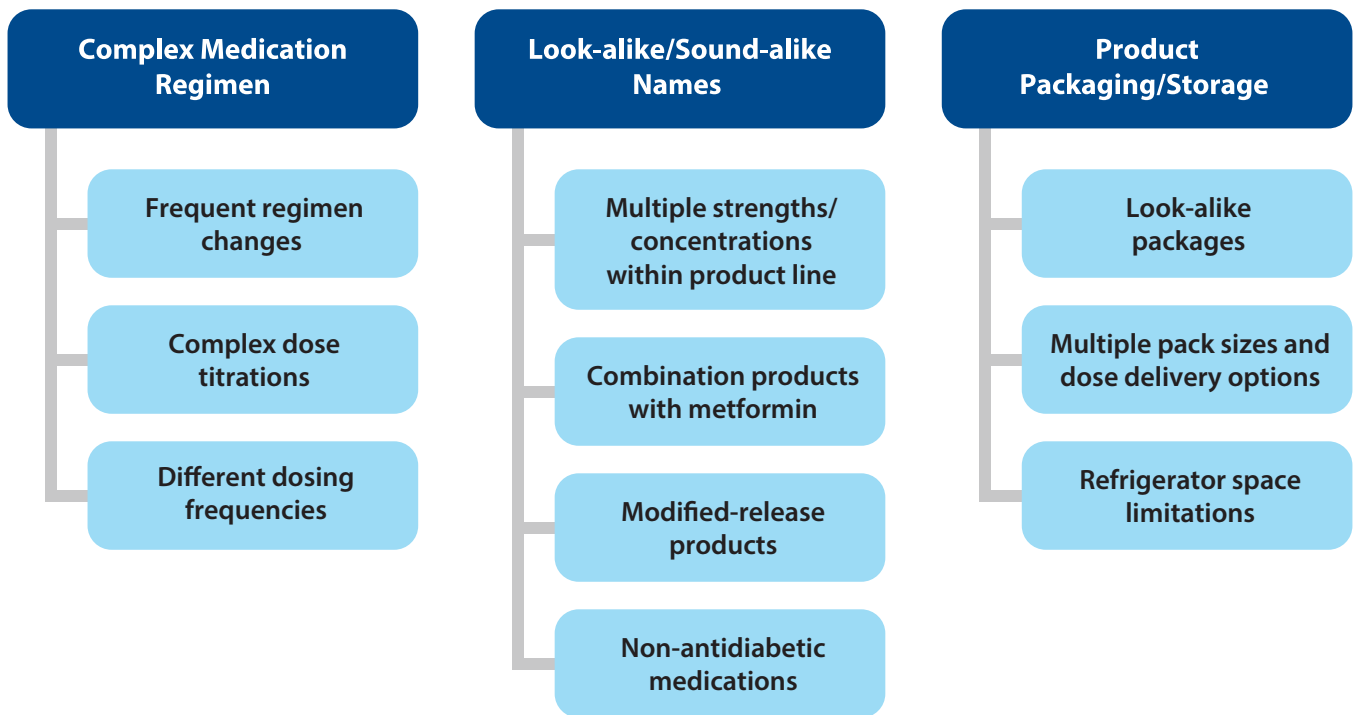 Complex Medication
Regimen
Frequent regimen
changes
Complex dose
titrations
Different dosing
frequencies
Look-alike/Sound-alike
Names
Multiple strengths/
concentrations
within product line
Combination products
with metformin
Modified-release
products
Non-antidiabetic
medications
Product
Packaging/Storage
Look-alike
packages
Multiple pack sizes and
dose delivery options
Refrigerator space
limitations